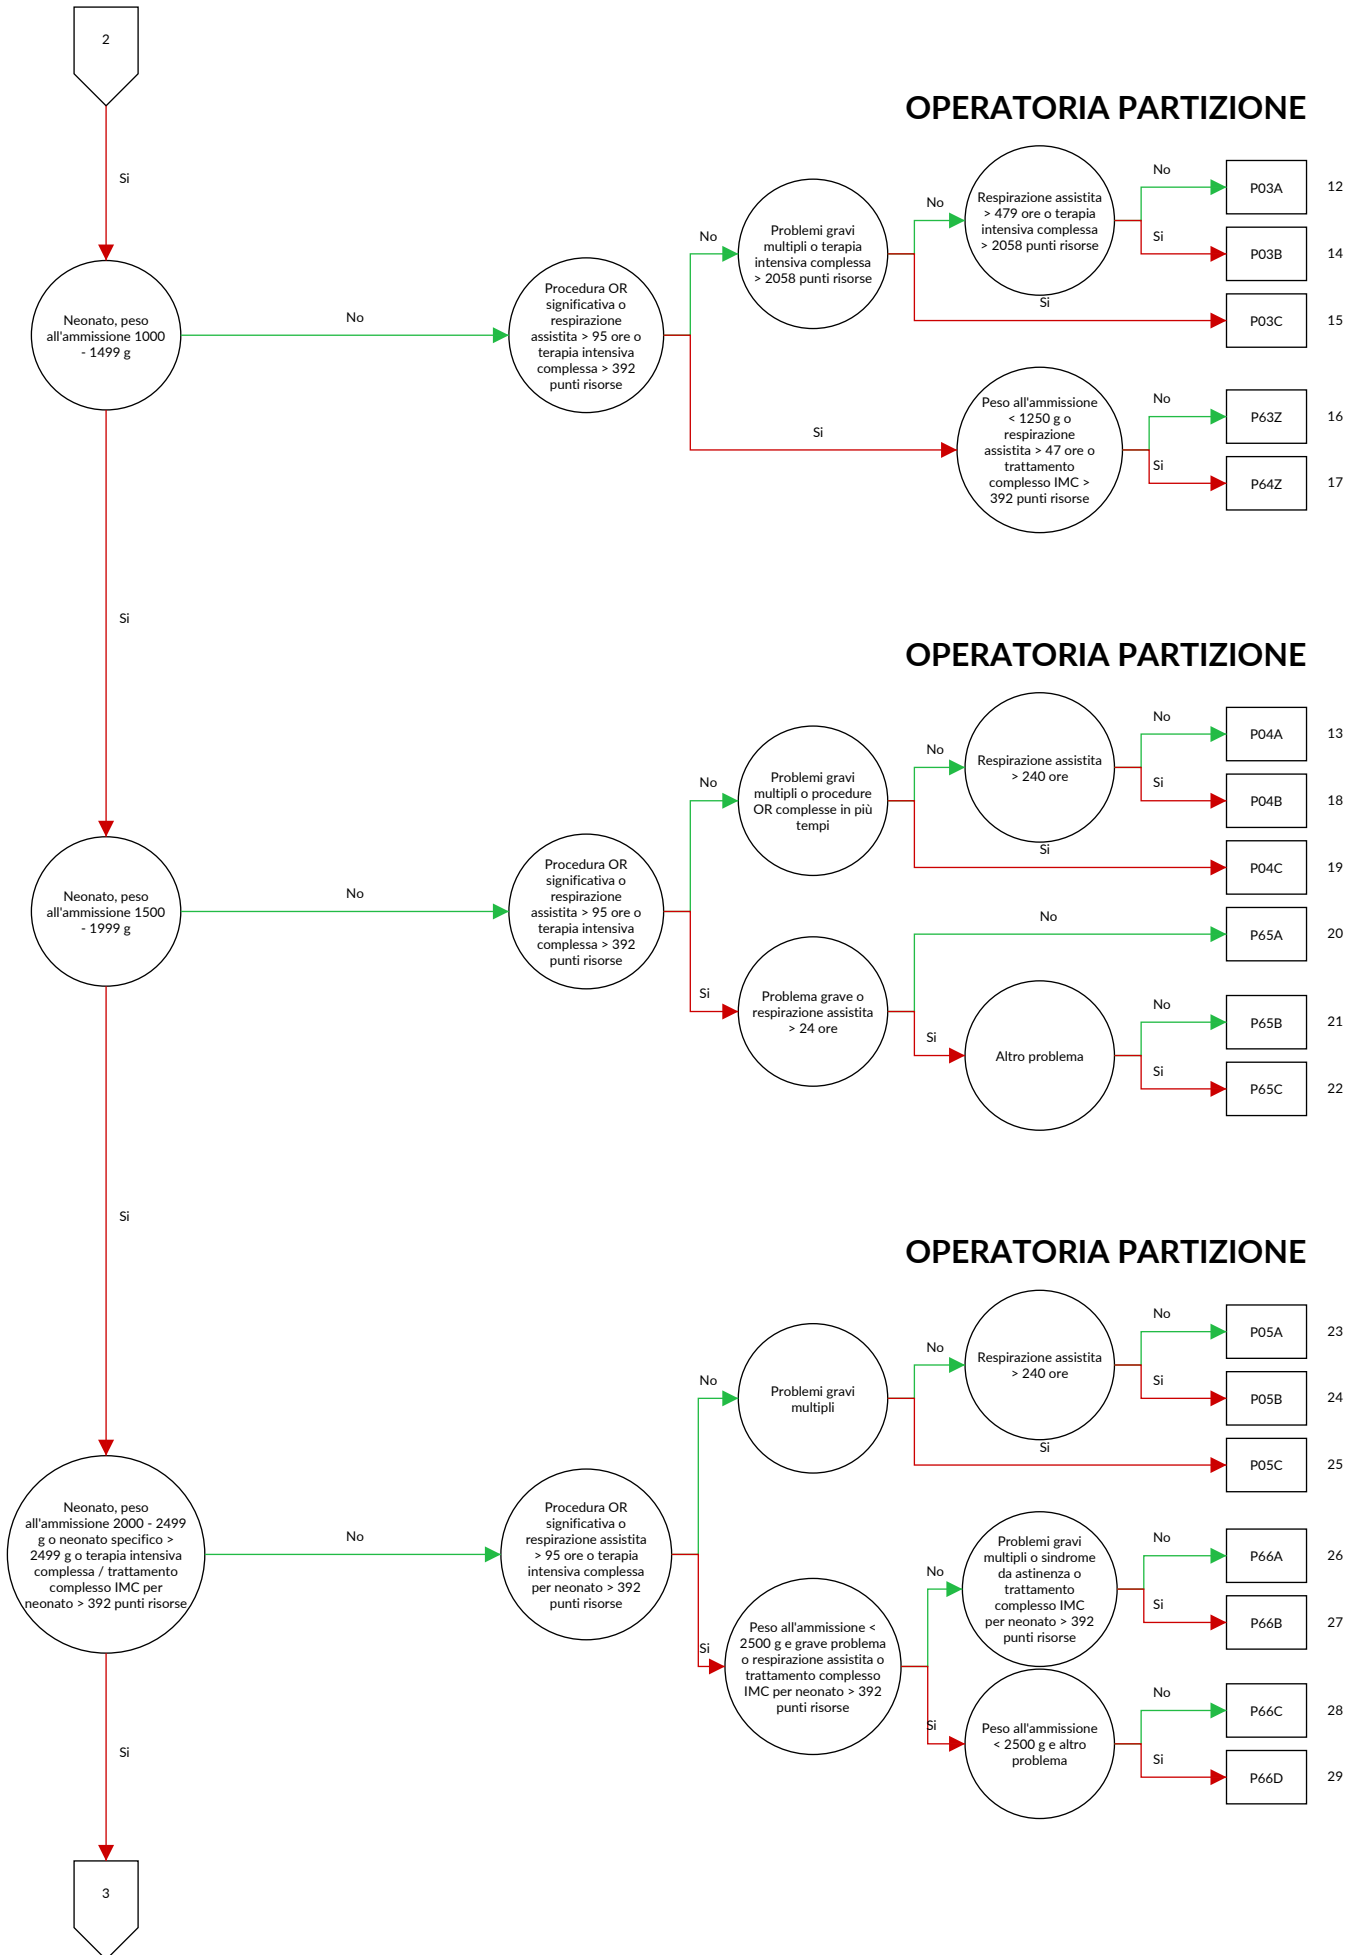 2
Si
OPERATORIA PARTIZIONE
Neonato, peso
all'ammissione 1000
- 1499 g
No
Procedura OR
significativa o
respirazione
assistita > 95 ore o
terapia intensiva
complessa > 392
punti risorse
No
Problemi gravi
multipli o terapia
intensiva complessa
> 2058 punti risorse
No
Respirazione assistita
> 479 ore o terapia
intensiva complessa
> 2058 punti risorse
No
P03A
12
Si
P03B
14
Si
P03C
15
Si
Peso all'ammissione
< 1250 g o
respirazione
assistita > 47 ore o
trattamento
complesso IMC >
392 punti risorse
No
P63Z
16
Si
P64Z
17
Si
OPERATORIA PARTIZIONE
Neonato, peso
all'ammissione 1500
- 1999 g
No
Procedura OR
significativa o
respirazione
assistita > 95 ore o
terapia intensiva
complessa > 392
punti risorse
No
Problemi gravi
multipli o procedure
OR complesse in più
tempi
No
Respirazione assistita
> 240 ore
No
P04A
13
Si
P04B
18
Si
P04C
19
Si
Problema grave o
respirazione assistita
> 24 ore
No
P65A
20
Si
Altro problema
No
P65B
21
Si
P65C
22
Si
OPERATORIA PARTIZIONE
Neonato, peso
all'ammissione 2000 - 2499
g o neonato specifico >
2499 g o terapia intensiva
complessa / trattamento
complesso IMC per
neonato > 392 punti risorse
No
Procedura OR
significativa o
respirazione assistita
> 95 ore o terapia
intensiva complessa
per neonato > 392
punti risorse
No
Problemi gravi
multipli
No
Respirazione assistita
> 240 ore
No
P05A
23
Si
P05B
24
Si
P05C
25
Si
Peso all'ammissione <
2500 g e grave problema
o respirazione assistita o
trattamento complesso
IMC per neonato > 392
punti risorse
No
Problemi gravi
multipli o sindrome
da astinenza o
trattamento
complesso IMC
per neonato > 392
punti risorse
No
P66A
26
Si
P66B
27
Si
Peso all'ammissione
< 2500 g e altro
problema
No
P66C
28
Si
P66D
29
Si
3